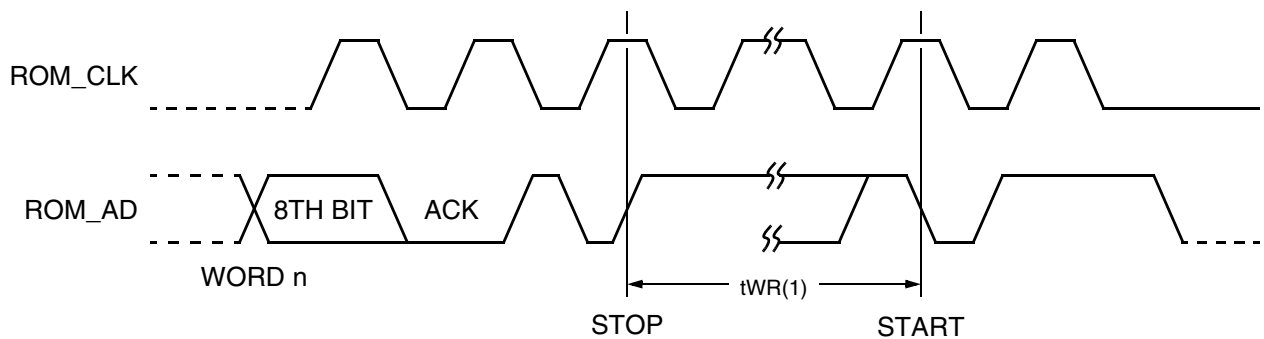 ROM_CLK
ROM_AD
8TH BIT
ACK
WORD n
tWR(1)
STOP
START